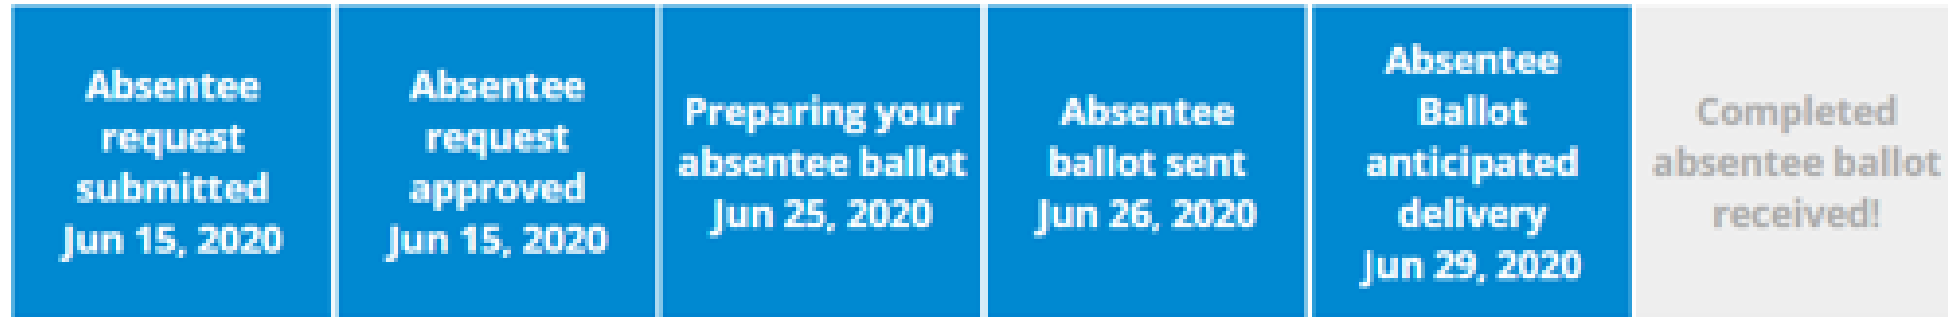 Absentee
request
submitted
Jun 15, 2020
Absentee
request
approved
Jun 15, 2020
Preparing your
absentee ballot
Jun 25, 2020
Absentee
ballot sent
Jun 26, 2020
Absentee
Ballot
anticipated
delivery
Jun 29, 2020
Completed
absentee ballot
received!